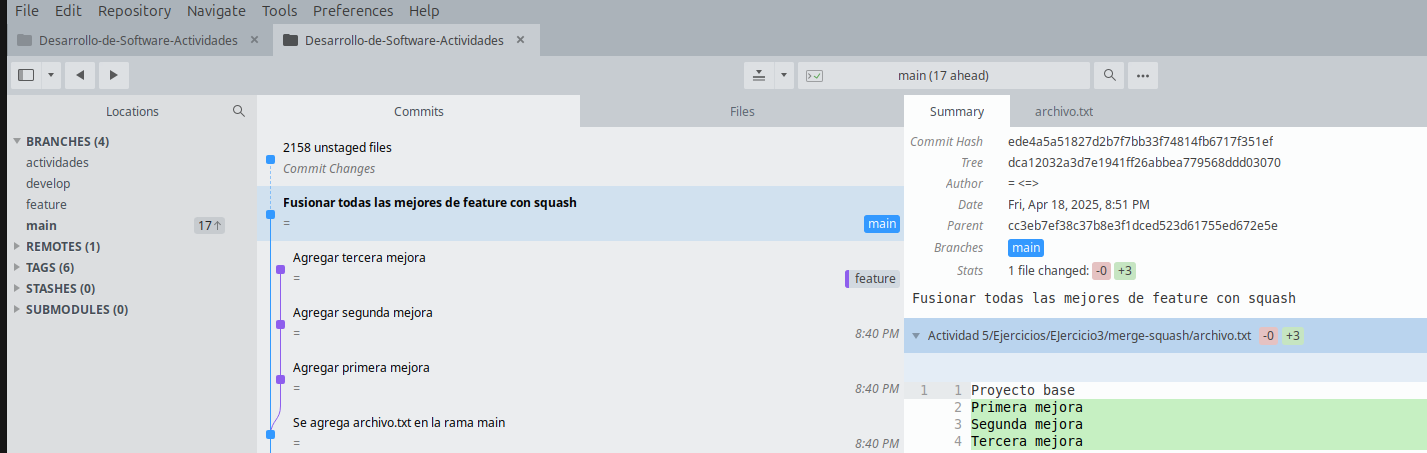 File Edit Repository Navigate Tools Preferences Help
Desarrollo-de-Software-Actividades × Desarrollo-de-Software-Actividades ×
main (17 ahead)
Locations
BRANCHES (4)
actividades
develop
feature
main 17↑
REMOTES (1)
TAGS (6)
STASHES (0)
SUBMODULES (0)
Commits Files
2158 unstaged files
Commit Changes
Fusionar todas las mejores de feature con squash
= main
Agregar tercera mejora
= feature
Agregar segunda mejora
= 8:40 PM
Agregar primera mejora
= 8:40 PM
Se agrega archivo.txt en la rama main
= 8:40 PM
Summary archivo.txt
Commit Hash ede4a5a51827d2b7f7bb33f74814fb6717f351ef
Tree dca12032a3d7e1941ff26abbea779568ddd03070
Author = <=>
Date Fri, Apr 18, 2025, 8:51 PM
Parent cc3eb7ef38c37b8e3f1dced523d61755ed672e5e
Branches main
Stats 1 file changed: -0 +3
Fusionar todas las mejores de feature con squash
Actividad 5/Ejercicios/EJercicio3/merge-squash/archivo.txt -0 +3
1 1 Proyecto base
2 Primera mejora
3 Segunda mejora
4 Tercera mejora